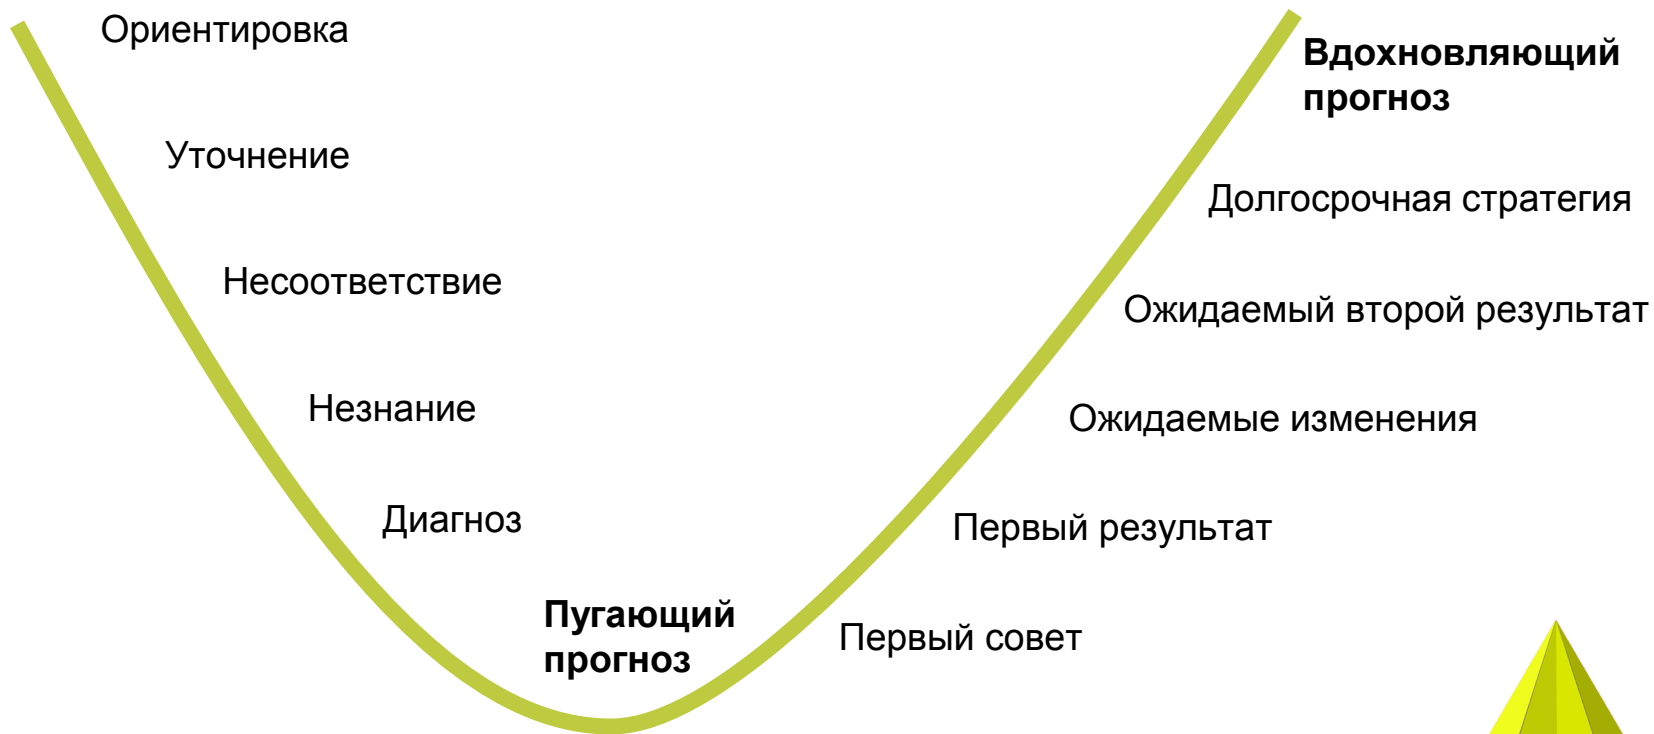 Ориентировка
Уточнение
Несоответствие
Незнание
Диагноз
Пугающий
прогноз
Первый совет
Первый результат
Ожидаемые изменения
Ожидаемый второй результат
Долгосрочная стратегия
Вдохновляющий
прогноз